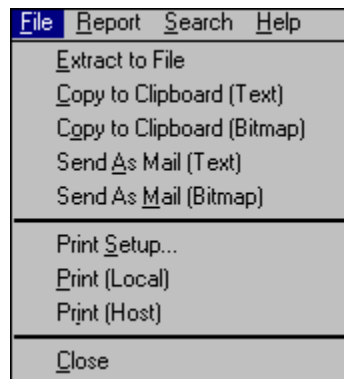 File Report Search Help
Extract to File
Copy to Clipboard (Text)
Copy to Clipboard (Bitmap)
Send As Mail (Text)
Send As Mail (Bitmap)
Print Setup...
Print (Local)
Print (Host)
Close